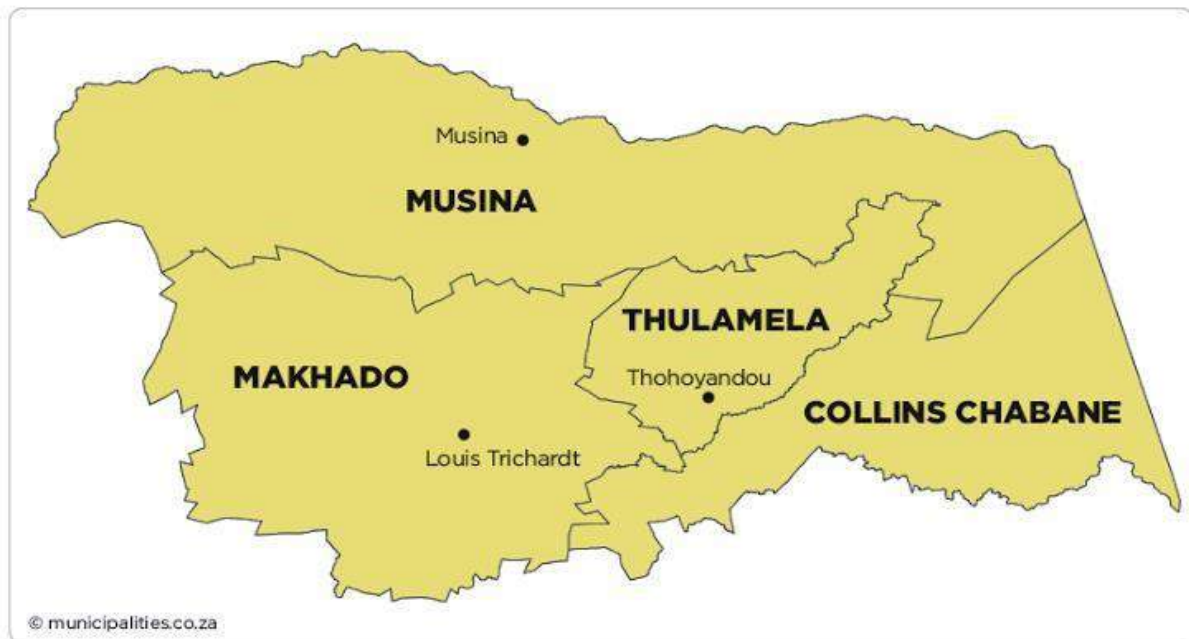 Musina
MUSINA
THULAMELA
MAKHADO
Thohoyandou
COLLINS CHABANE
Louis Trichardt
© municipalities.co.za